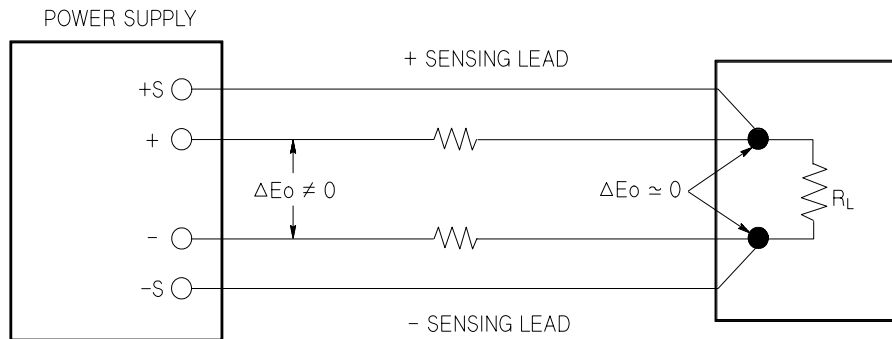 POWER SUPPLY
+ SENSING LEAD
+S
+
ΔEo ≠ 0
ΔEo ≃ 0
RL
-
-S
- SENSING LEAD